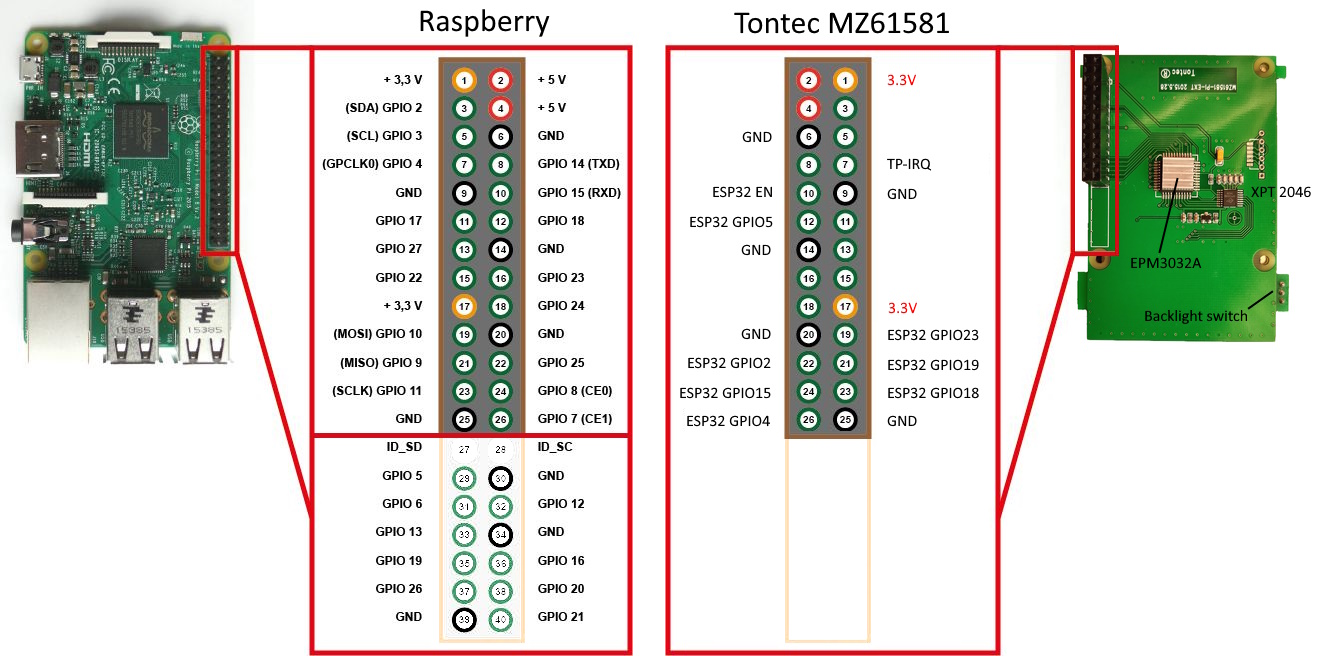 Raspberry
Tontec MZ61581
+ 3,3 V 1 2 + 5 V
(SDA) GPIO 2 3 4 + 5 V
(SCL) GPIO 3 5 6 GND
(GPCLK0) GPIO 4 7 8 GPIO 14 (TXD)
GND 9 10 GPIO 15 (RXD)
GPIO 17 11 12 GPIO 18
GPIO 27 13 14 GND
GPIO 22 15 16 GPIO 23
+ 3,3 V 17 18 GPIO 24
(MOSI) GPIO 10 19 20 GND
(MISO) GPIO 9 21 22 GPIO 25
(SCLK) GPIO 11 23 24 GPIO 8 (CE0)
GND 25 26 GPIO 7 (CE1)
ID_SD 27 28 ID_SC
GPIO 5 29 30 GND
GPIO 6 31 32 GPIO 12
GPIO 13 33 34 GND
GPIO 19 35 36 GPIO 16
GPIO 26 37 38 GPIO 20
GND 39 40 GPIO 21
2 1 3.3V
4 3
GND 6 5
8 7 TP-IRQ
ESP32 EN 10 9 GND
ESP32 GPIO5 12 11
GND 14 13
16 15
18 17 3.3V
GND 20 19 ESP32 GPIO23
ESP32 GPIO2 22 21 ESP32 GPIO19
ESP32 GPIO15 24 23 ESP32 GPIO18
ESP32 GPIO4 26 25 GND
Tontec
MZ61581-PI-EXT 2015.5.28
XPT 2046
EPM3032A
Backlight switch
DISPLAY
HDMI
15385
15385